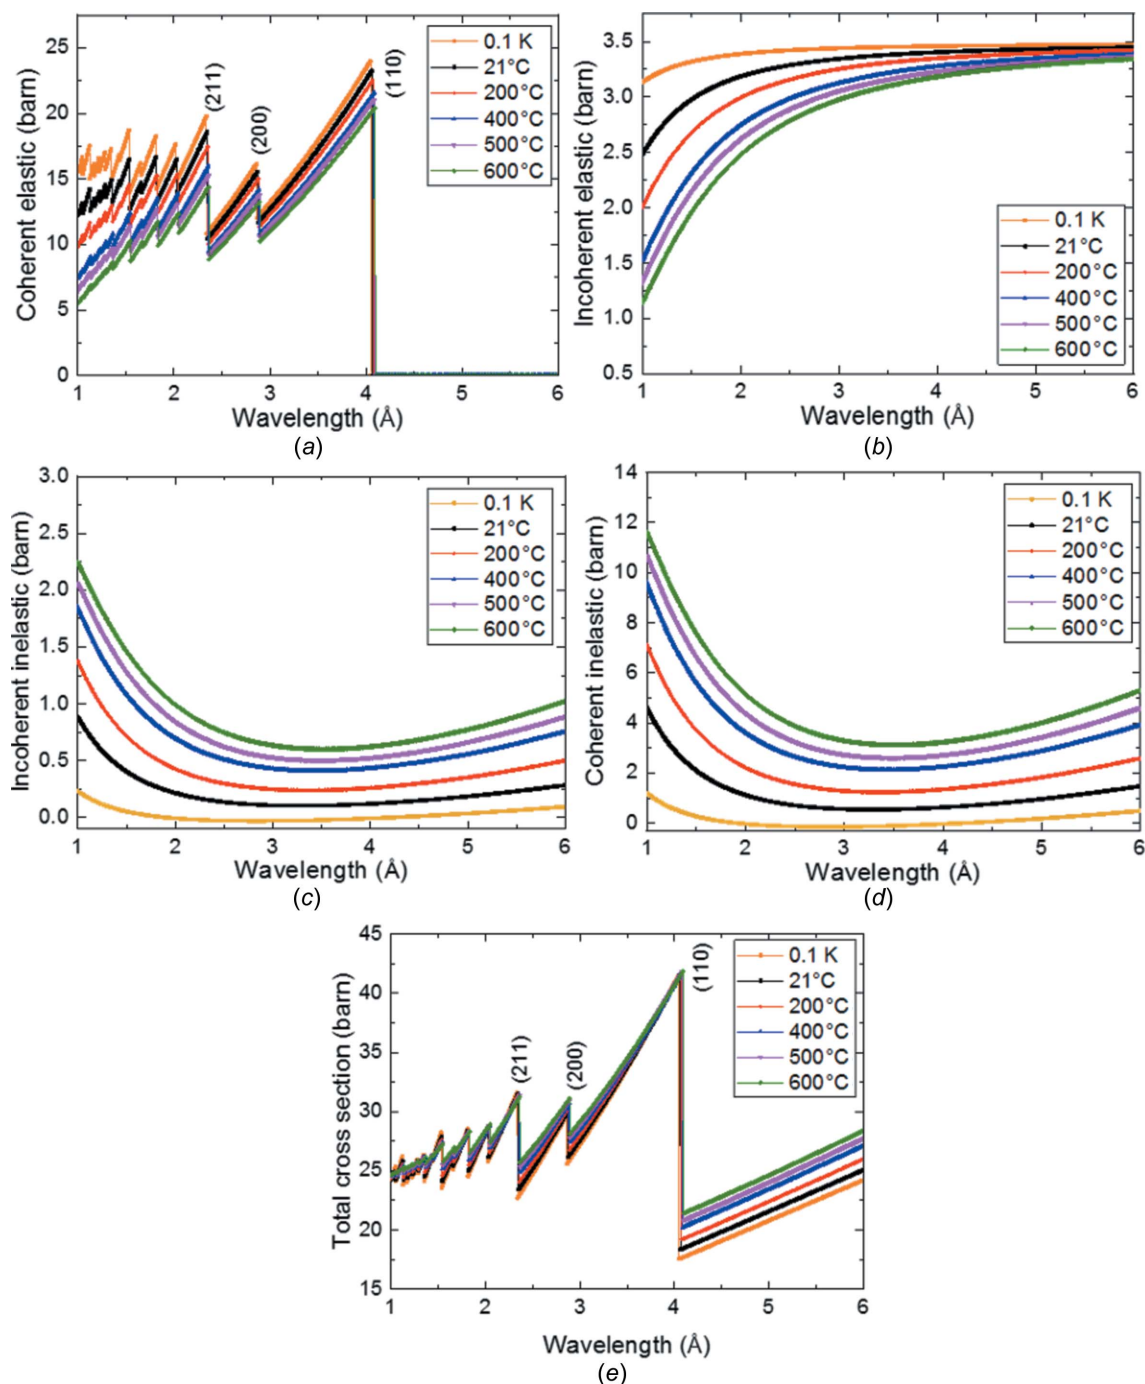 Coherent elastic (barn)
25
20
15
10
5
0
(211)
(200)
(110)
0.1 K
21°C
200°C
400°C
500°C
600°C
1 2 3 4 5 6
Wavelength (Å)
(a)
Incoherent elastic (barn)
3.5
3.0
2.5
2.0
1.5
1.0
0.5
0.1 K
21°C
200°C
400°C
500°C
600°C
1 2 3 4 5 6
Wavelength (Å)
(b)
Incoherent inelastic (barn)
3.0
2.5
2.0
1.5
1.0
0.5
0.0
0.1 K
21°C
200°C
400°C
500°C
600°C
1 2 3 4 5 6
Wavelength (Å)
(c)
Coherent inelastic (barn)
14
12
10
8
6
4
2
0
0.1 K
21°C
200°C
400°C
500°C
600°C
1 2 3 4 5 6
Wavelength (Å)
(d)
Total cross section (barn)
45
40
35
30
25
20
15
(211)
(200)
(110)
0.1 K
21°C
200°C
400°C
500°C
600°C
1 2 3 4 5 6
Wavelength (Å)
(e)